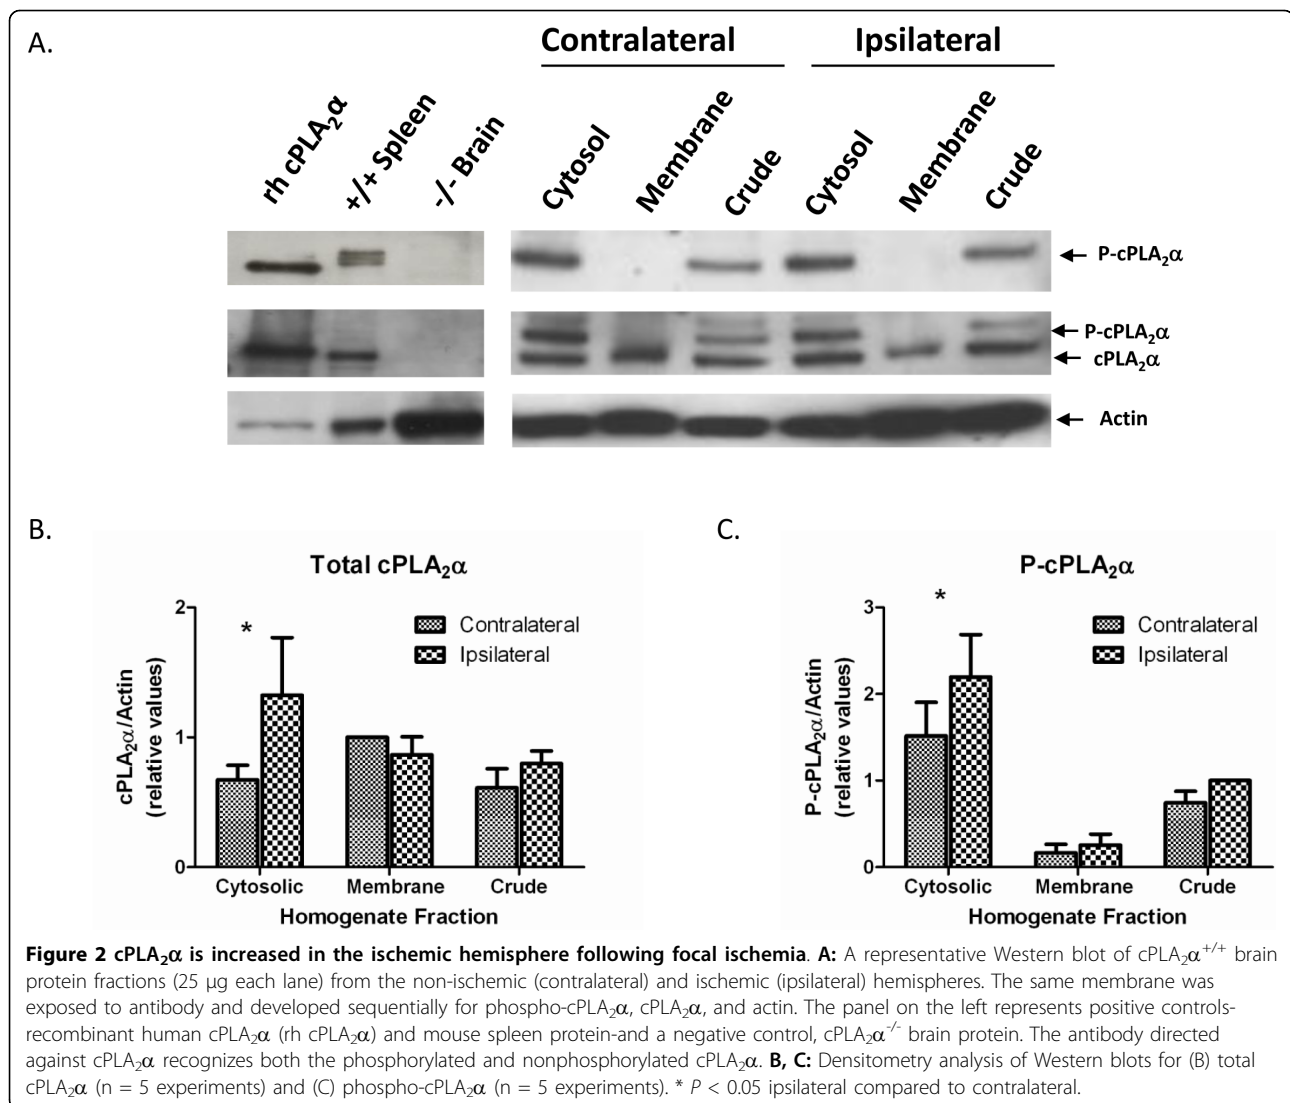 A.
Contralateral Ipsilateral
rh cPLA₂α +/+ Spleen -/- Brain Cytosol Membrane Crude Cytosol Membrane Crude
P-cPLA₂α
P-cPLA₂α
cPLA₂α
Actin
B.
Total cPLA₂α
cPLA₂α/Actin
(relative values)
2
1
0
Contralateral
Ipsilateral
Cytosolic Membrane Crude
Homogenate Fraction
*
C.
P-cPLA₂α
P-cPLA₂α/Actin
(relative values)
3
2
1
0
Contralateral
Ipsilateral
Cytosolic Membrane Crude
Homogenate Fraction
*
Figure 2 cPLA₂α is increased in the ischemic hemisphere following focal ischemia. A: A representative Western blot of cPLA₂α⁺/⁺ brain
protein fractions (25 μg each lane) from the non-ischemic (contralateral) and ischemic (ipsilateral) hemispheres. The same membrane was
exposed to antibody and developed sequentially for phospho-cPLA₂α, cPLA₂α, and actin. The panel on the left represents positive controls-
recombinant human cPLA₂α (rh cPLA₂α) and mouse spleen protein-and a negative control, cPLA₂α⁻/⁻ brain protein. The antibody directed
against cPLA₂α recognizes both the phosphorylated and nonphosphorylated cPLA₂α. B, C: Densitometry analysis of Western blots for (B) total
cPLA₂α (n = 5 experiments) and (C) phospho-cPLA₂α (n = 5 experiments). * P < 0.05 ipsilateral compared to contralateral.